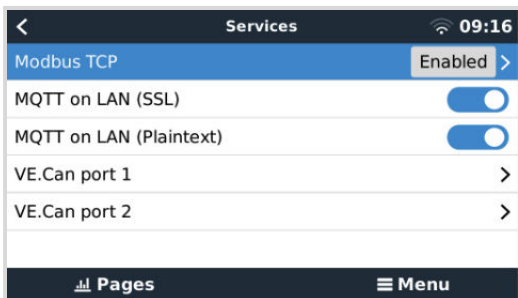 Services 09:16
Modbus TCP Enabled
MQTT on LAN (SSL)
MQTT on LAN (Plaintext)
VE.Can port 1
VE.Can port 2
Pages Menu